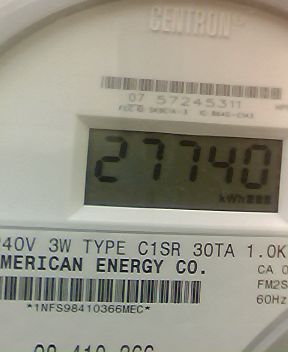 CENTRON
07 57245311
27740
kWh
240V 3W TYPE C1SR 30TA 1.0K
AMERICAN ENERGY CO.
CA 0
FM2S
60Hz
*1NFS98410366MEC*